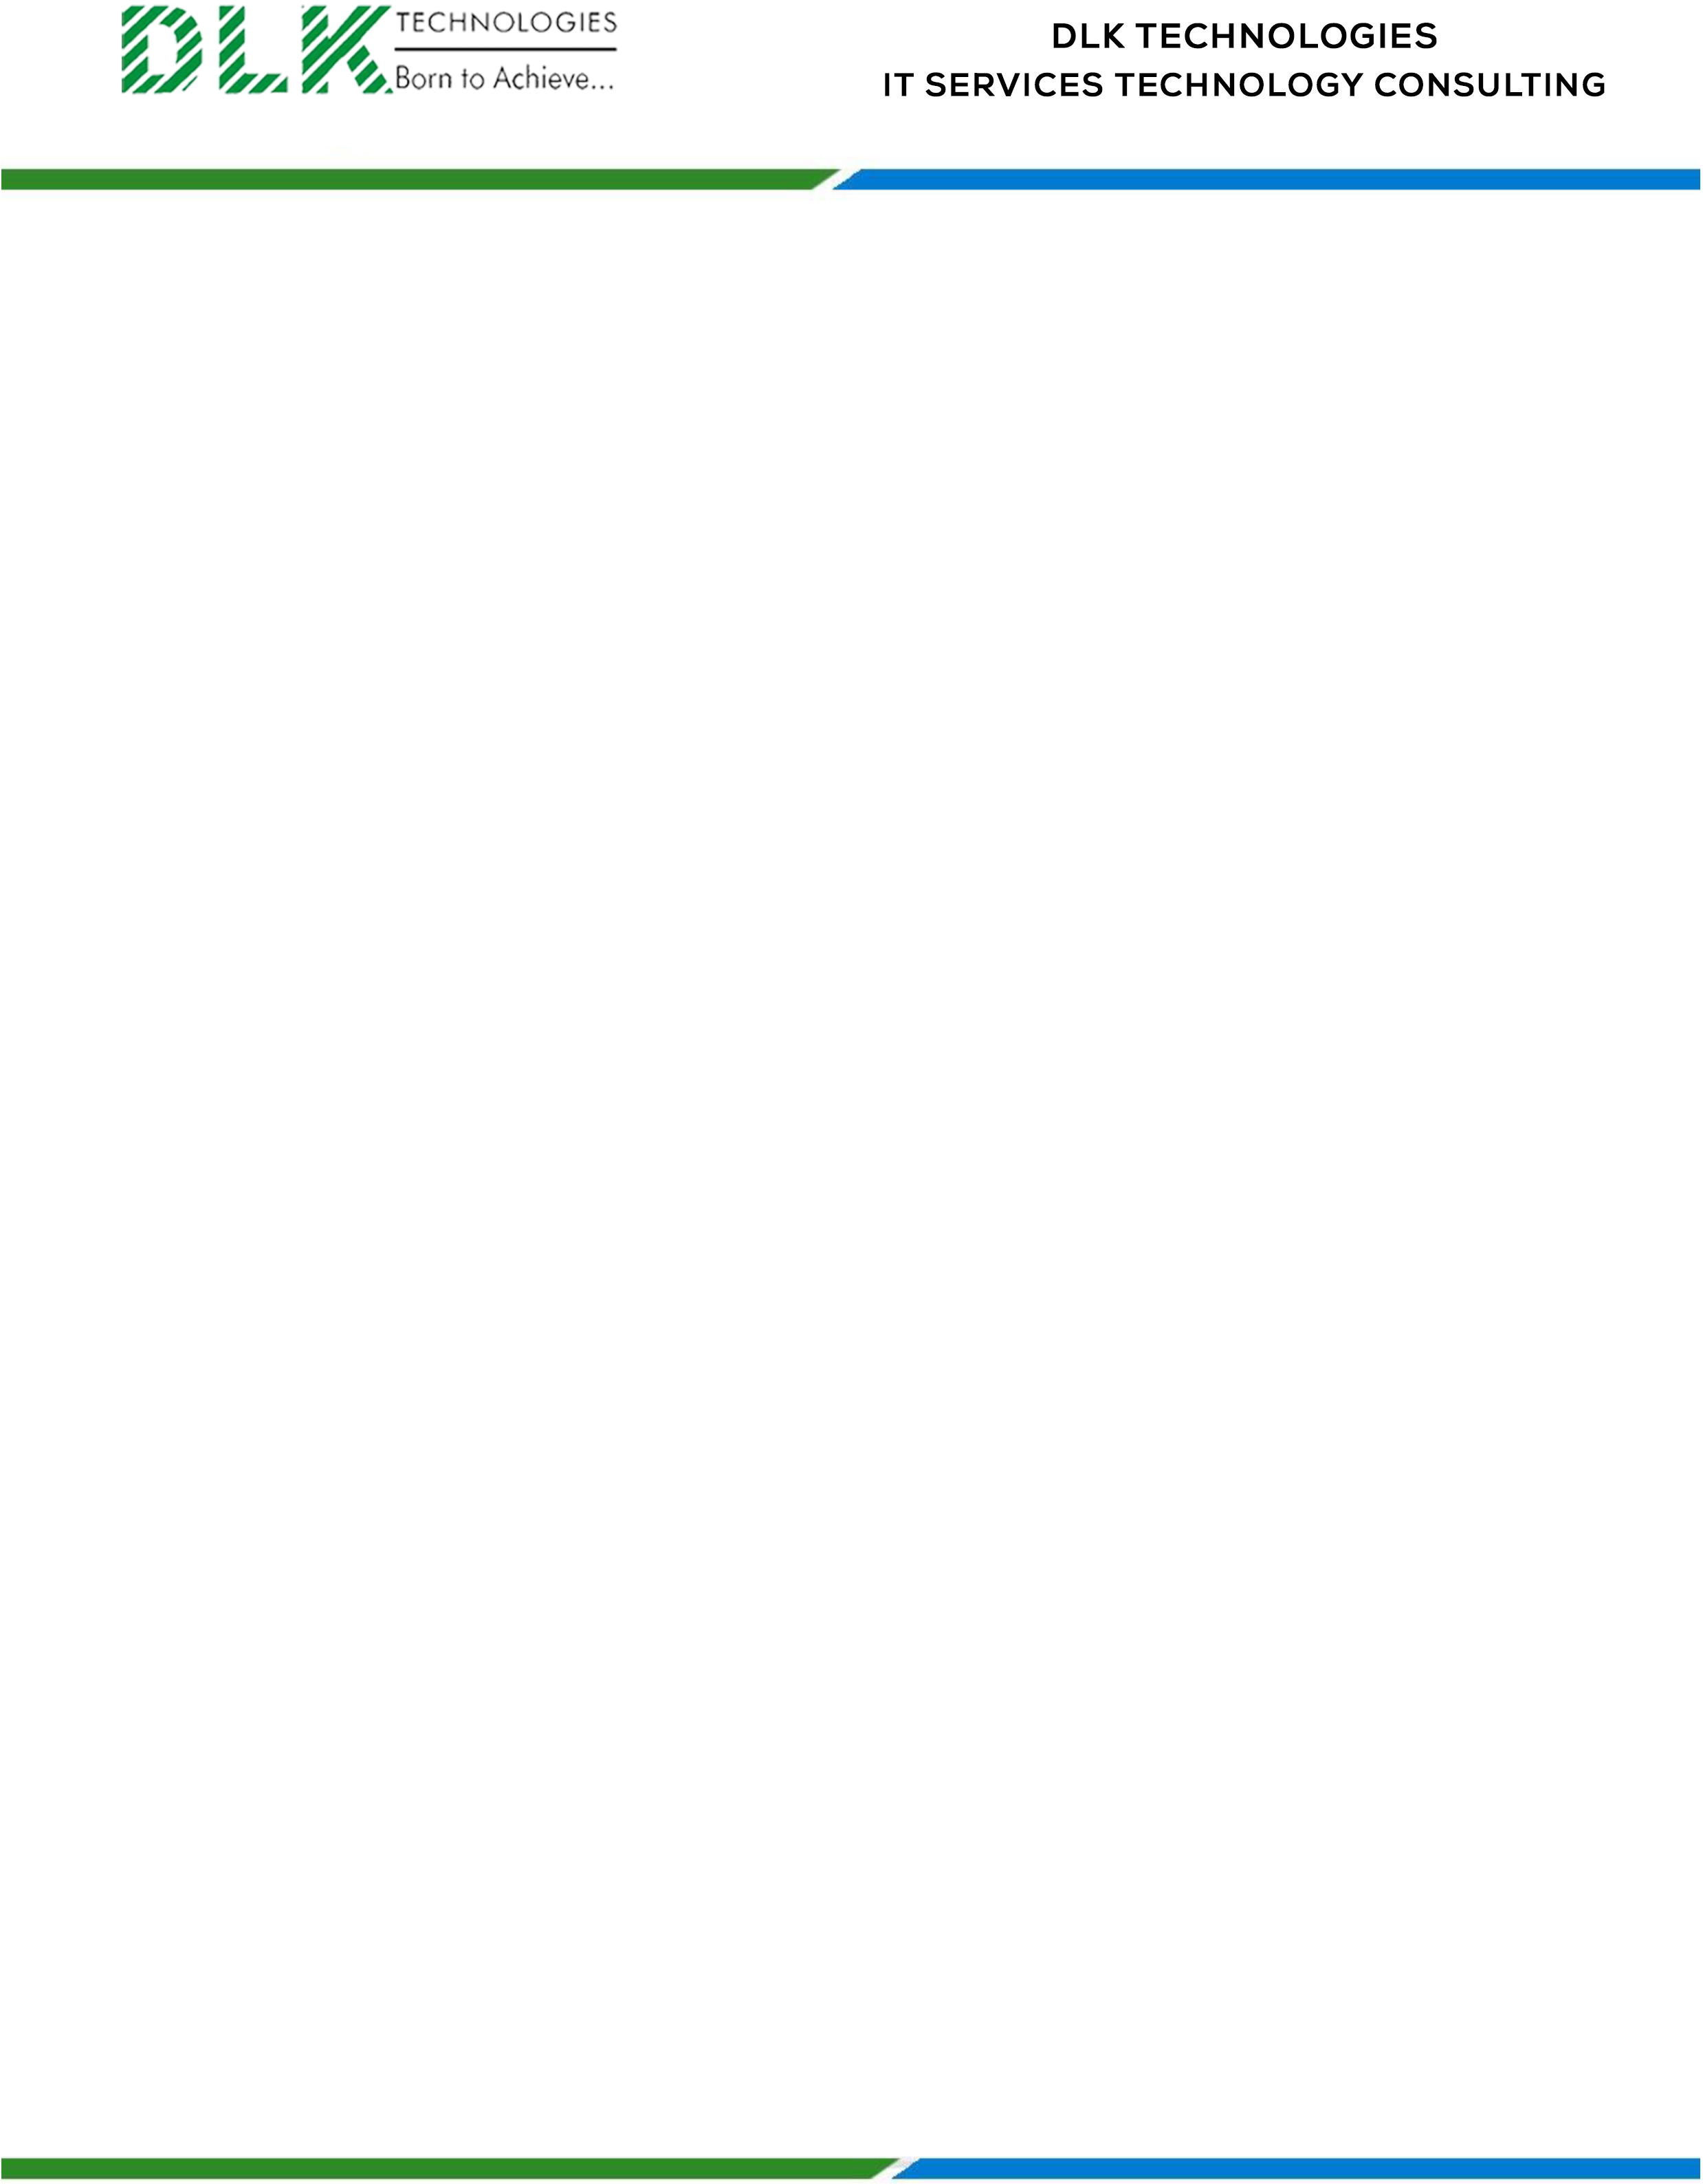 DLK TECHNOLOGIES
Born to Achieve...
DLK TECHNOLOGIES
IT SERVICES TECHNOLOGY CONSULTING